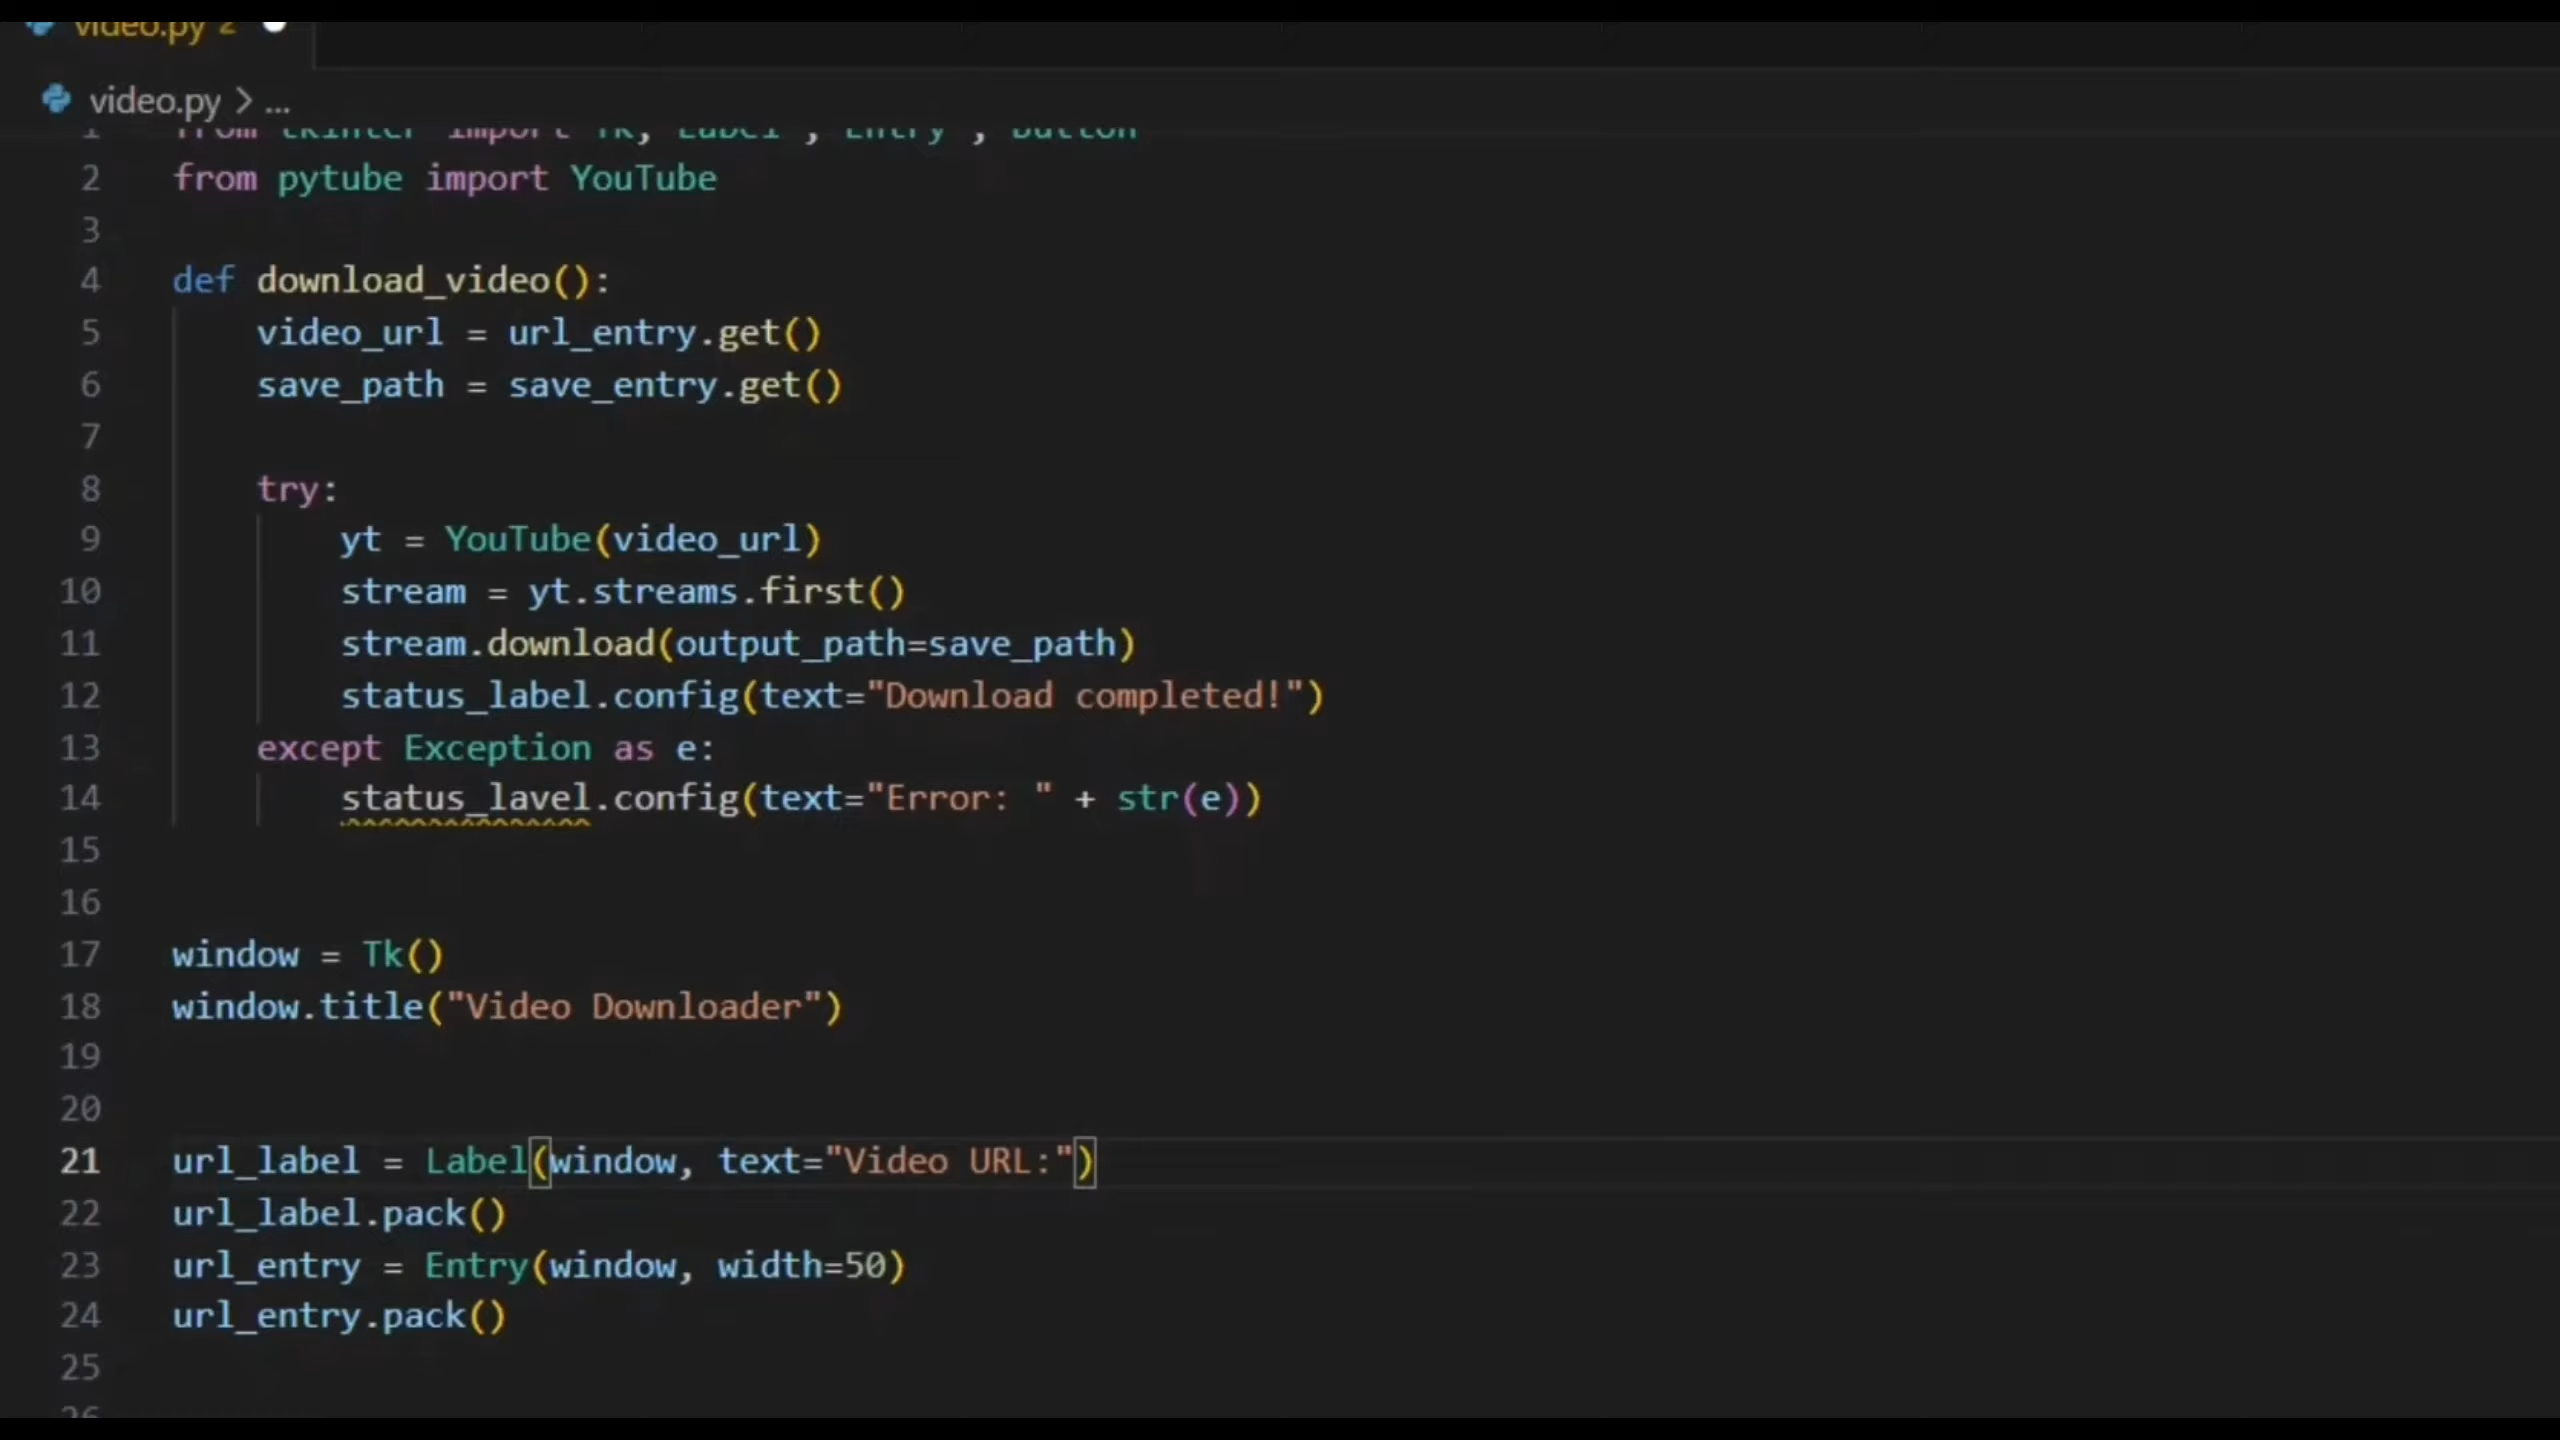 video.py 2
video.py > ...
1 from tkinter import Tk, Label , Entry , Button
2 from pytube import YouTube
3
4 def download_video():
5 video_url = url_entry.get()
6 save_path = save_entry.get()
7
8 try:
9 yt = YouTube(video_url)
10 stream = yt.streams.first()
11 stream.download(output_path=save_path)
12 status_label.config(text="Download completed!")
13 except Exception as e:
14 status_lavel.config(text="Error: " + str(e))
15
16
17 window = Tk()
18 window.title("Video Downloader")
19
20
21 url_label = Label(window, text="Video URL:")
22 url_label.pack()
23 url_entry = Entry(window, width=50)
24 url_entry.pack()
25
26